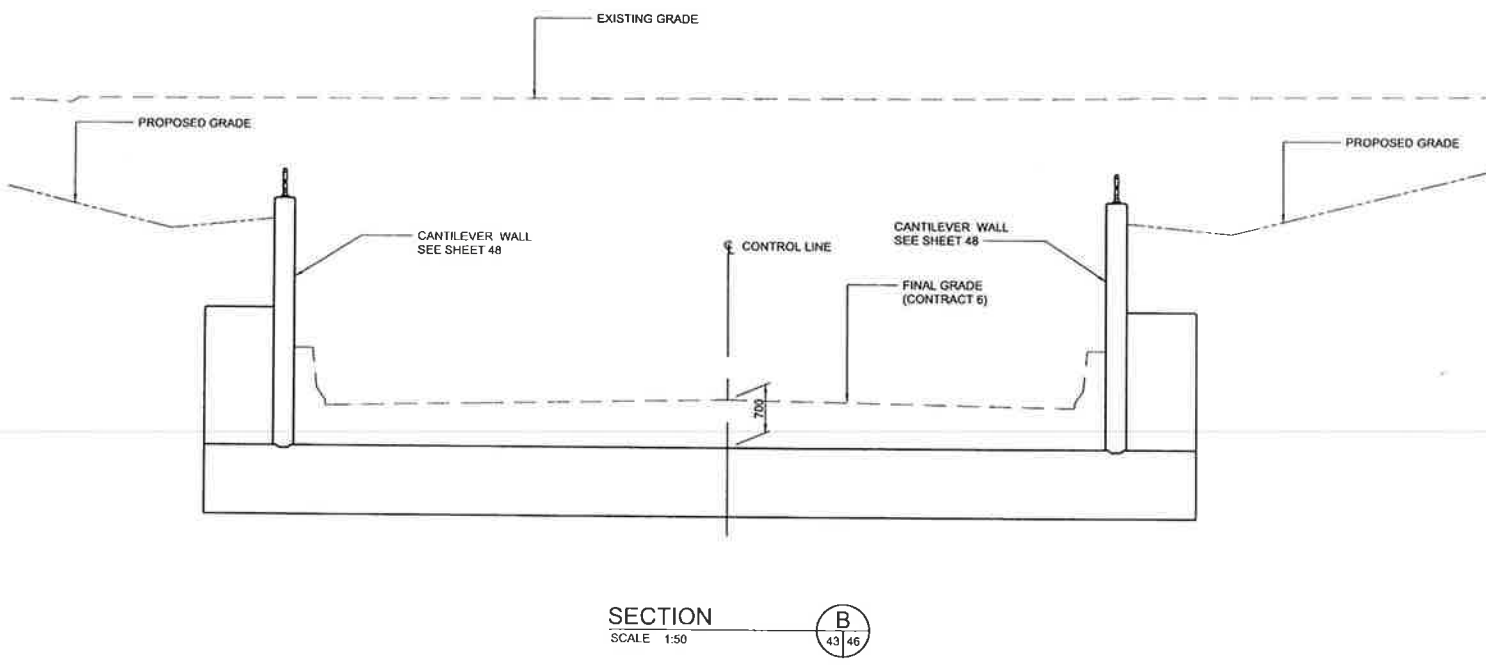 EXISTING GRADE
PROPOSED GRADE
PROPOSED GRADE
CANTILEVER WALL
SEE SHEET 48
℄ CONTROL LINE
CANTILEVER WALL
SEE SHEET 48
FINAL GRADE
(CONTRACT 6)
700
SECTION
SCALE 1:50
B
43 46